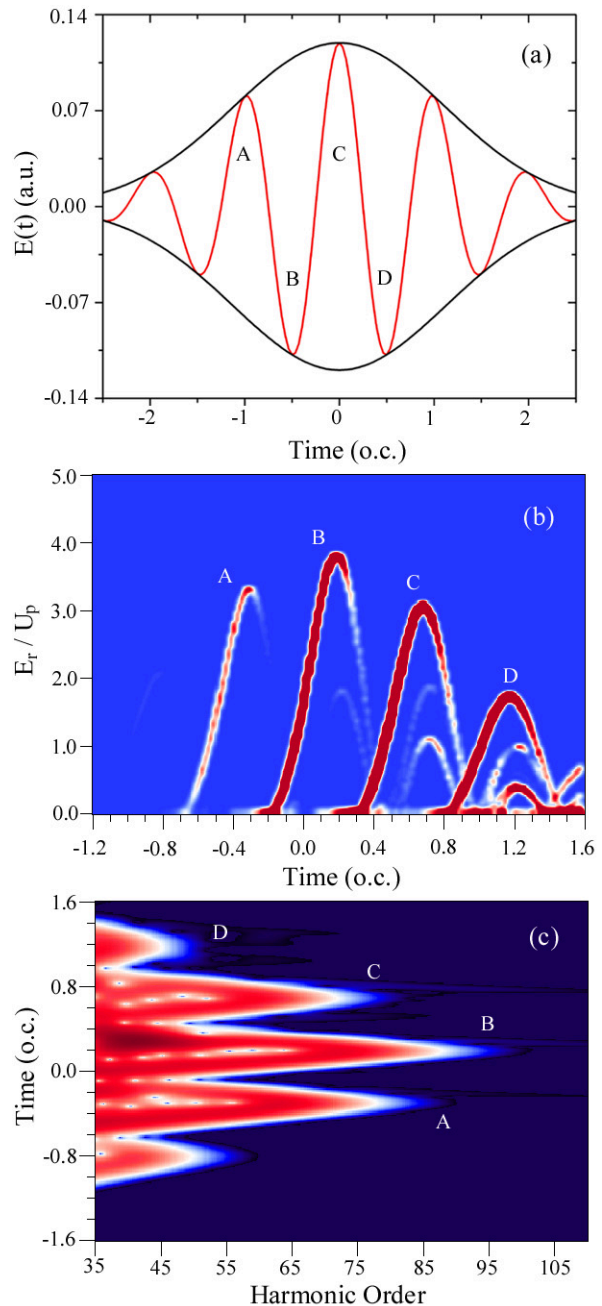 (a)
0.14
0.07
0.00
-0.07
-0.14
E(t) (a.u.)
A
C
B
D
-2
-1
0
1
2
Time (o.c.)
(b)
5.0
4.0
3.0
2.0
1.0
0.0
E_r / U_p
A
B
C
D
-1.2
-0.8
-0.4
0.0
0.4
0.8
1.2
1.6
Time (o.c.)
(c)
1.6
0.8
0.0
-0.8
-1.6
Time (o.c.)
D
C
B
A
35
45
55
65
75
85
95
105
Harmonic Order